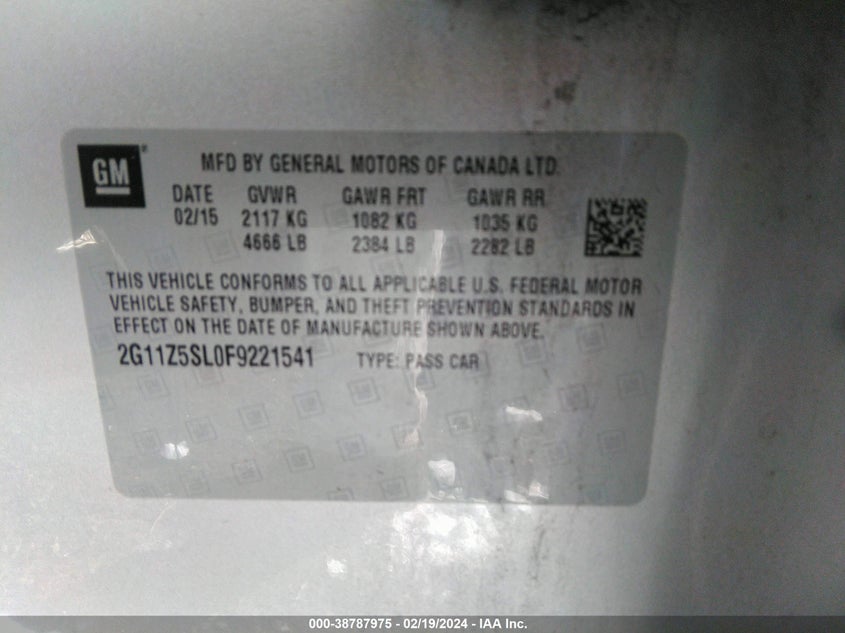 GM
MFD BY GENERAL MOTORS OF CANADA LTD.
DATE GVWR GAWR FRT GAWR RR
02/15 2117 KG 1082 KG 1035 KG
4666 LB 2384 LB 2282 LB
THIS VEHICLE CONFORMS TO ALL APPLICABLE U.S. FEDERAL MOTOR
VEHICLE SAFETY, BUMPER, AND THEFT PREVENTION STANDARDS IN
EFFECT ON THE DATE OF MANUFACTURE SHOWN ABOVE.
2G11Z5SL0F9221541 TYPE: PASS CAR
000-38787975 - 02/19/2024 - IAA Inc.